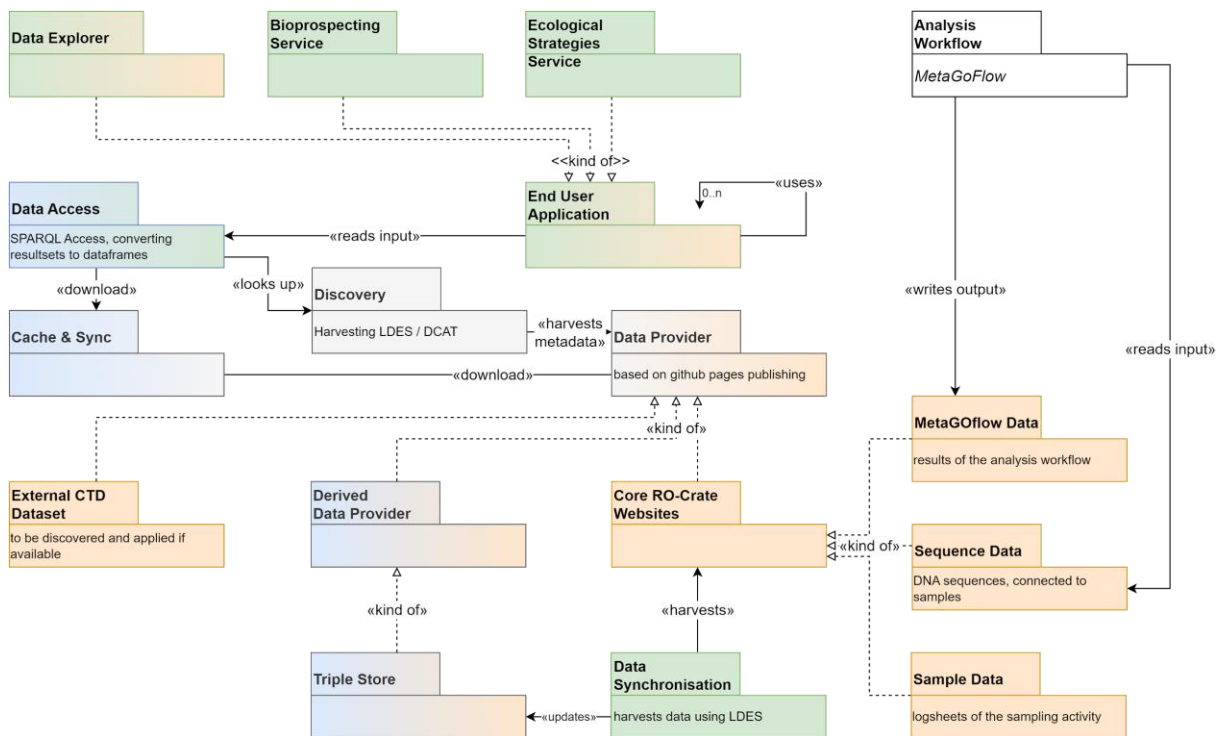 Data Explorer
Bioprospecting
Service
Ecological
Strategies
Service
Analysis
Workflow
MetaGoFlow
<<kind of>>
End User
Application
«uses»
0..n
Data Access
SPARQL Access, converting
resultsets to dataframes
«reads input»
«download»
«looks up»
Discovery
Harvesting LDES / DCAT
«harvests
metadata»
Cache & Sync
«download»
Data Provider
based on github pages publishing
«writes output»
«reads input»
«kind of»
MetaGOflow Data
results of the analysis workflow
External CTD
Dataset
to be discovered and applied if
available
Derived
Data Provider
Core RO-Crate
Websites
«kind of»
Sequence Data
DNA sequences, connected to
samples
«kind of»
«harvests»
Triple Store
«updates»
Data
Synchronisation
harvests data using LDES
Sample Data
logsheets of the sampling activity